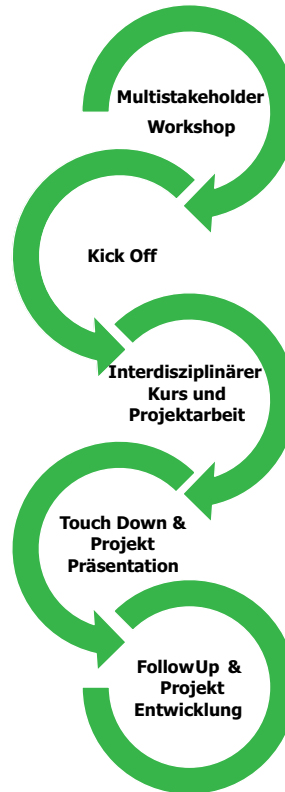 Multistakeholder
Workshop
Kick Off
Interdisziplinärer
Kurs und
Projektarbeit
Touch Down &
Projekt
Präsentation
FollowUp &
Projekt
Entwicklung